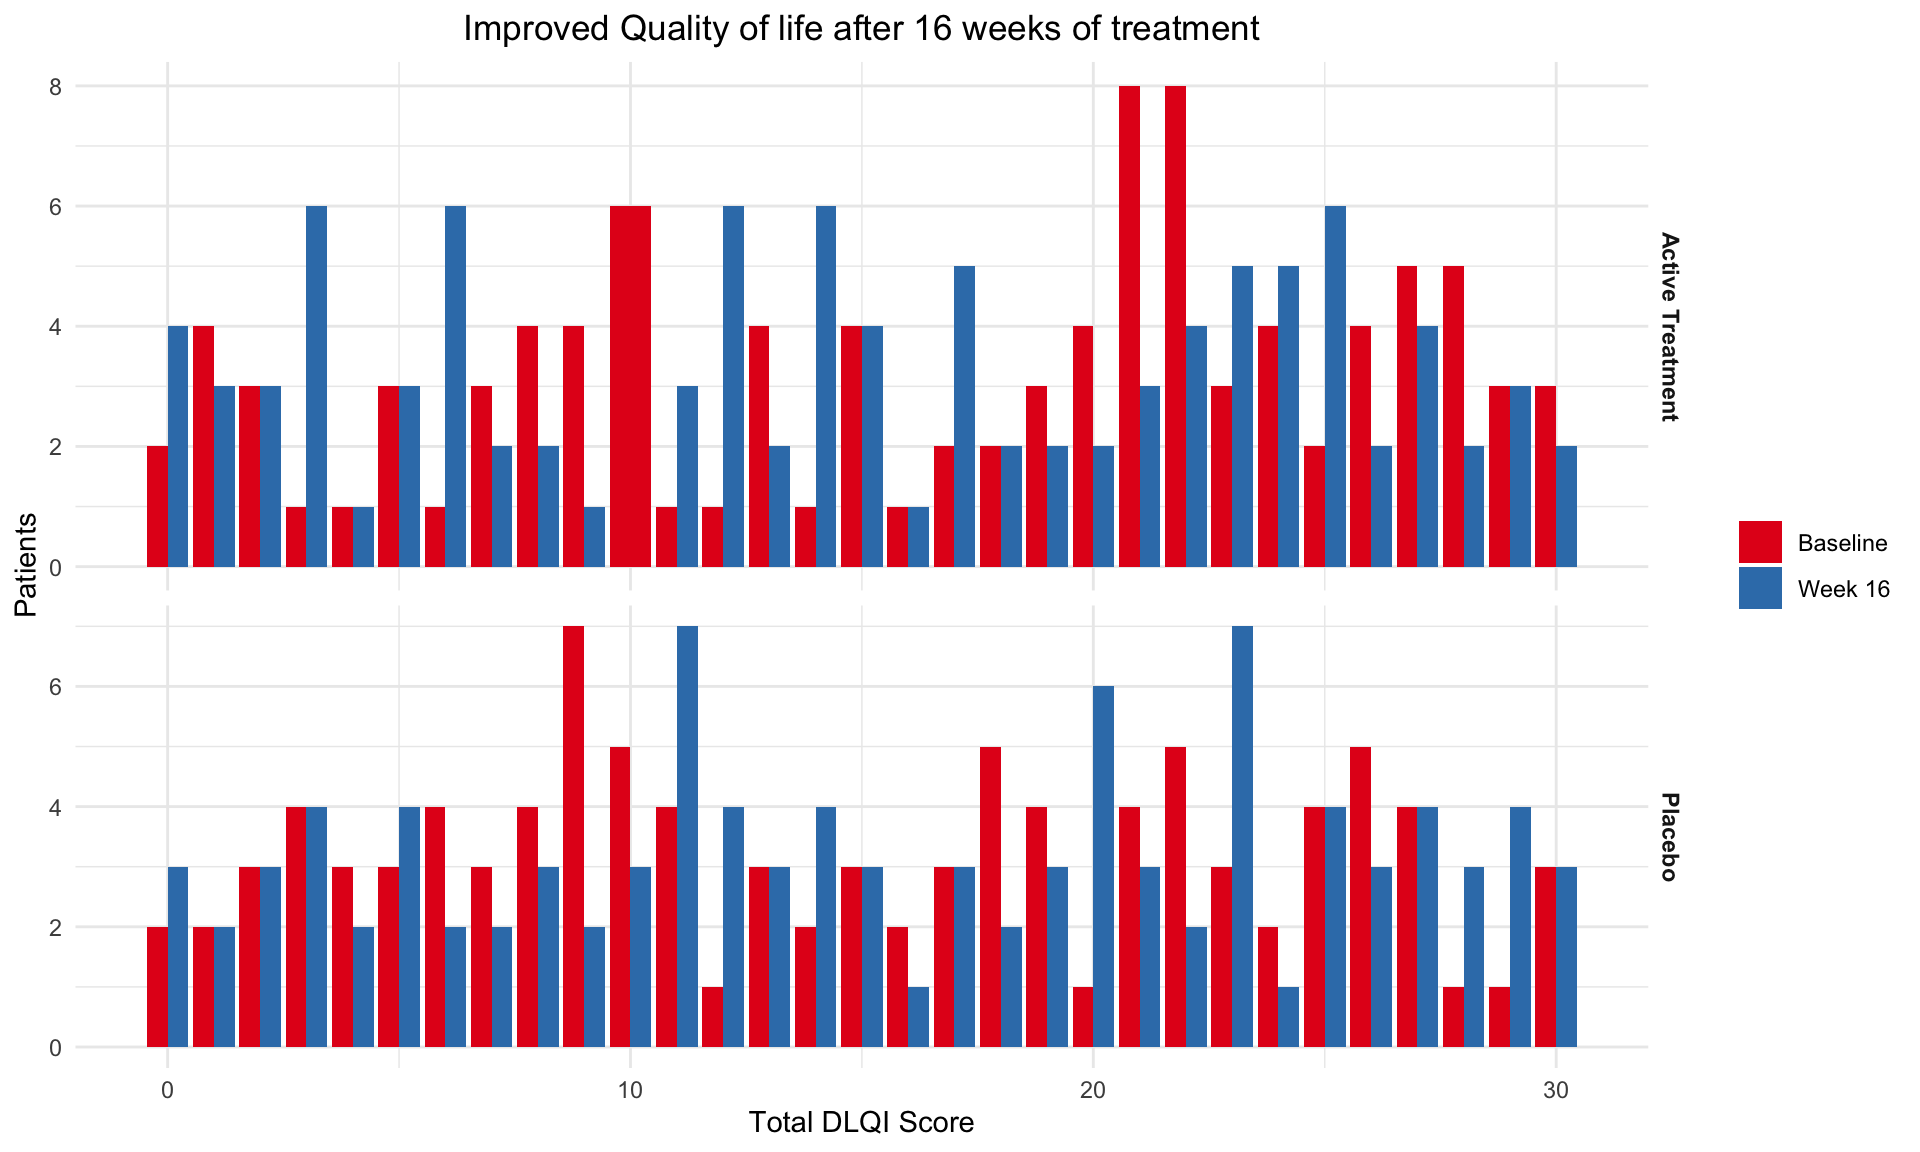 Improved Quality of life after 16 weeks of treatment
8
6
4
2
0
Active Treatment
Patients
6
4
2
0
Placebo
0 10 20 30
Total DLQI Score
Baseline
Week 16